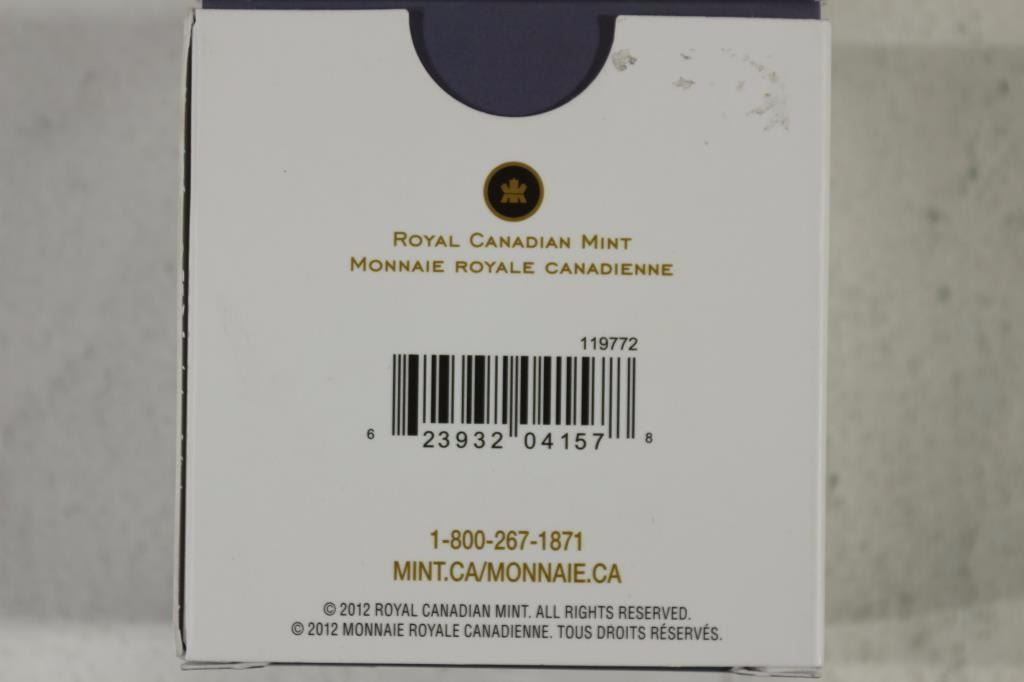 ROYAL CANADIAN MINT
MONNAIE ROYALE CANADIENNE
119772
6 23932 04157 8
1-800-267-1871
MINT.CA/MONNAIE.CA
© 2012 ROYAL CANADIAN MINT. ALL RIGHTS RESERVED.
© 2012 MONNAIE ROYALE CANADIENNE. TOUS DROITS RÉSERVÉS.